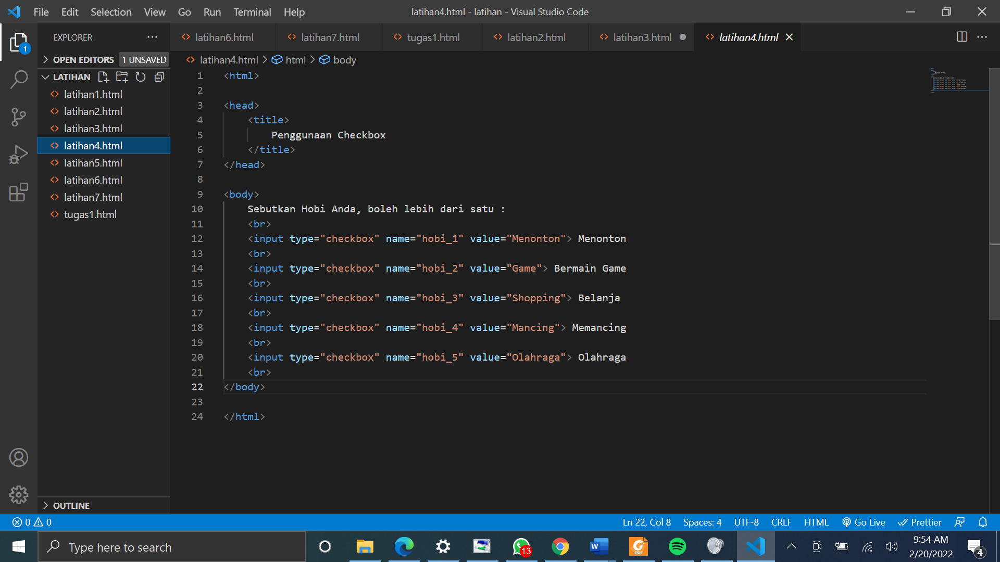 File Edit Selection View Go Run Terminal Help latihan4.html - latihan - Visual Studio Code
EXPLORER
latihan6.html latihan7.html tugas1.html latihan2.html latihan3.html latihan4.html
1
OPEN EDITORS 1 UNSAVED
latihan4.html > html > body
LATIHAN
latihan1.html
latihan2.html
latihan3.html
latihan4.html
latihan5.html
latihan6.html
latihan7.html
tugas1.html
OUTLINE
1 <html>
2
3 <head>
4 <title>
5 Penggunaan Checkbox
6 </title>
7 </head>
8
9 <body>
10 Sebutkan Hobi Anda, boleh lebih dari satu :
11 <br>
12 <input type="checkbox" name="hobi_1" value="Menonton"> Menonton
13 <br>
14 <input type="checkbox" name="hobi_2" value="Game"> Bermain Game
15 <br>
16 <input type="checkbox" name="hobi_3" value="Shopping"> Belanja
17 <br>
18 <input type="checkbox" name="hobi_4" value="Mancing"> Memancing
19 <br>
20 <input type="checkbox" name="hobi_5" value="Olahraga"> Olahraga
21 <br>
22 </body>
23
24 </html>
0 0 Ln 22, Col 8 Spaces: 4 UTF-8 CRLF HTML Go Live Prettier
Type here to search
13
W
PDF
9:54 AM
2/20/2022
4